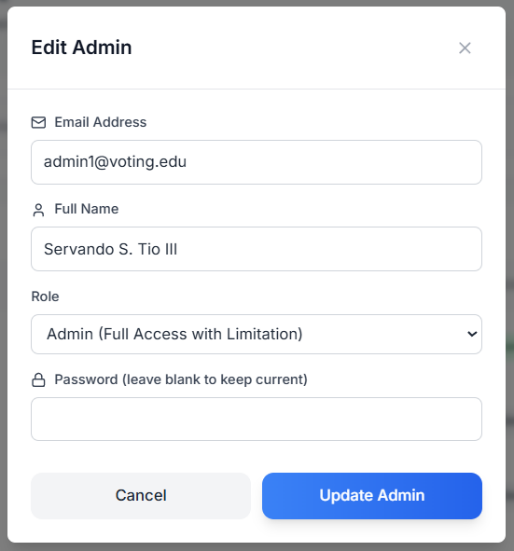 Edit Admin
Email Address
admin1@voting.edu
Full Name
Servando S. Tio III
Role
Admin (Full Access with Limitation)
Password (leave blank to keep current)
Cancel
Update Admin